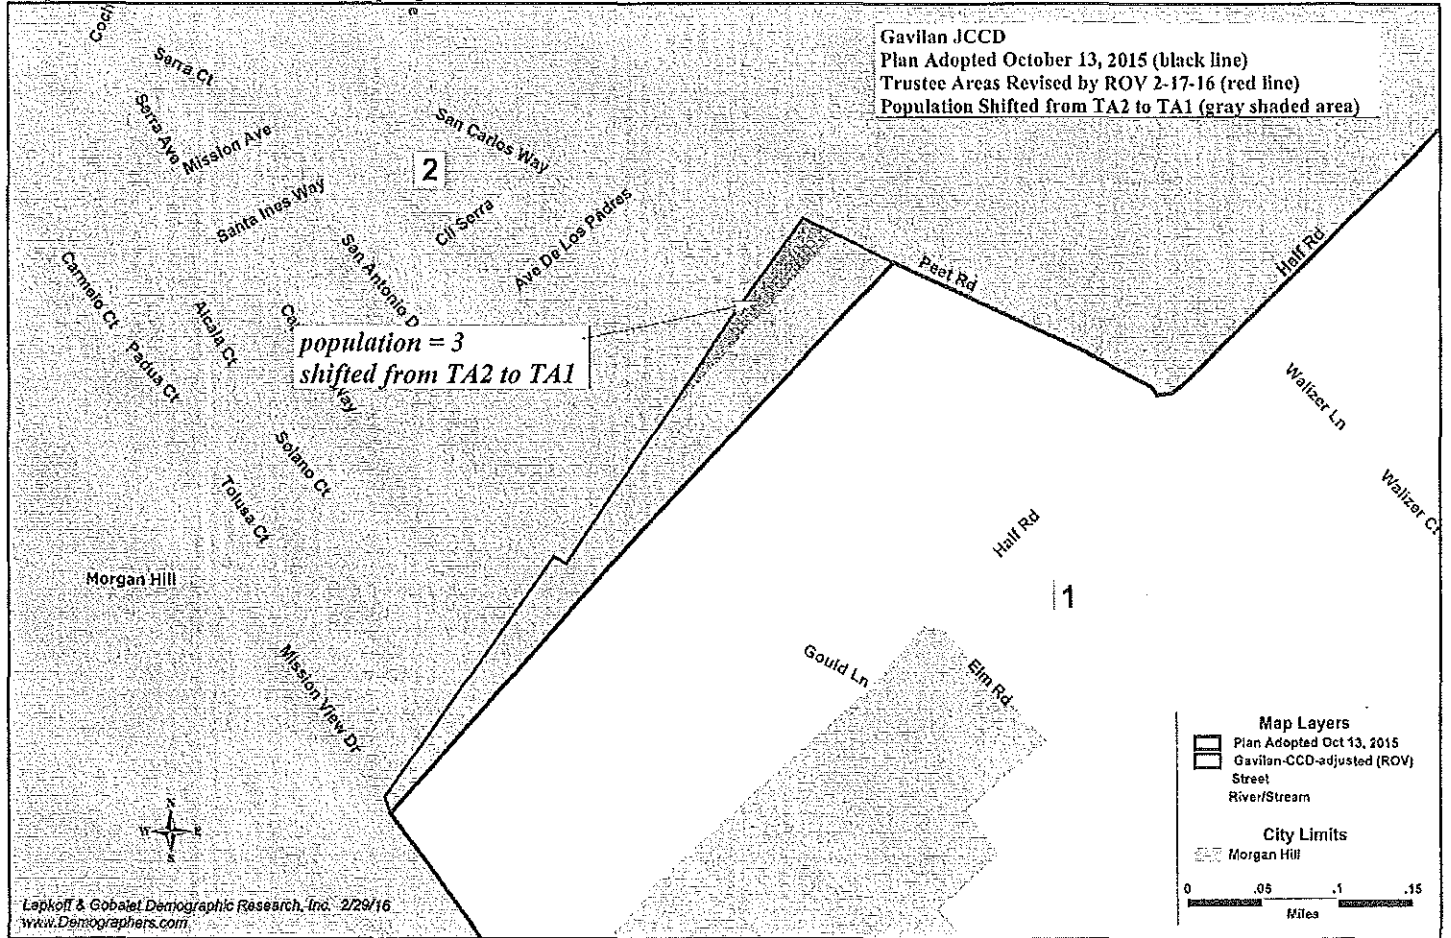 Coch
e
Gavilan JCCD
Plan Adopted October 13, 2015 (black line)
Trustee Areas Revised by ROV 2-17-16 (red line)
Population Shifted from TA2 to TA1 (gray shaded area)
Serra Ct
Serra Ave
Mission Ave
San Carlos Way
2
Santa Ines Way
Cll Serra
Ave De Los Padres
San Antonio D
Carmelo Ct
Alcala Ct
Ca
Way
Padua Ct
Peet Rd
Half Rd
population = 3
shifted from TA2 to TA1
Walizer Ln
Solano Ct
Tolusa Ct
Walizer Ct
Half Rd
Morgan Hill
1
Gould Ln
Elm Rd
Mission View Dr
Map Layers
Plan Adopted Oct 13, 2015
Gavilan-CCD-adjusted (ROV)
Street
River/Stream
City Limits
Morgan Hill
N
W E
S
0 .05 .1 .15
Miles
Lapkoff & Gobalet Demographic Research, Inc. 2/29/16
www.Demographers.com